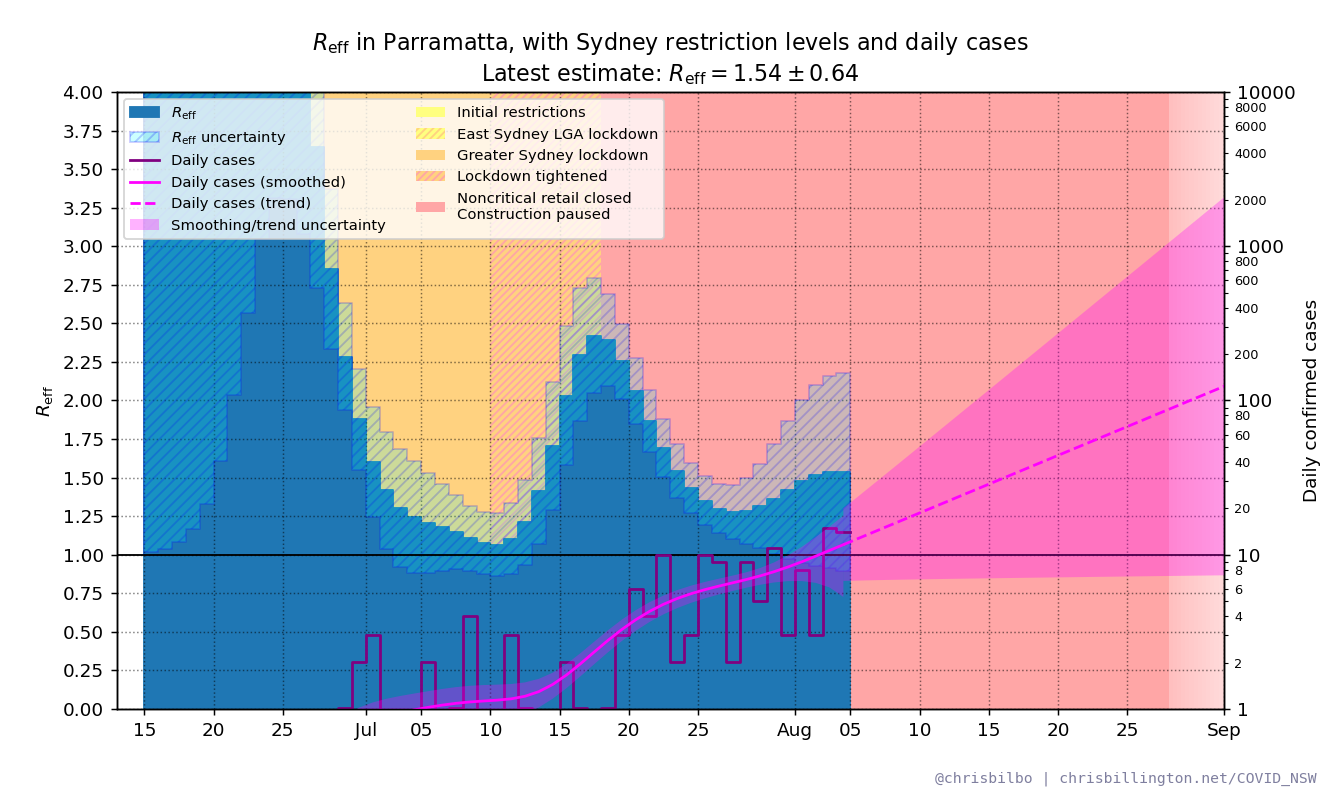 Reff in Parramatta, with Sydney restriction levels and daily cases
Latest estimate: Reff = 1.54 ± 0.64
Reff
Reff uncertainty
Daily cases
Daily cases (smoothed)
Daily cases (trend)
Smoothing/trend uncertainty
Initial restrictions
East Sydney LGA lockdown
Greater Sydney lockdown
Lockdown tightened
Noncritical retail closed
Construction paused
4.00
3.75
3.50
3.25
3.00
2.75
2.50
2.25
2.00
1.75
1.50
1.25
1.00
0.75
0.50
0.25
0.00
Reff
10000
8000
6000
4000
2000
1000
800
600
400
200
100
80
60
40
20
10
8
6
4
2
1
Daily confirmed cases
15 20 25 Jul 05 10 15 20 25 Aug 05 10 15 20 25 Sep
@chrisbilbo | chrisbillington.net/COVID_NSW